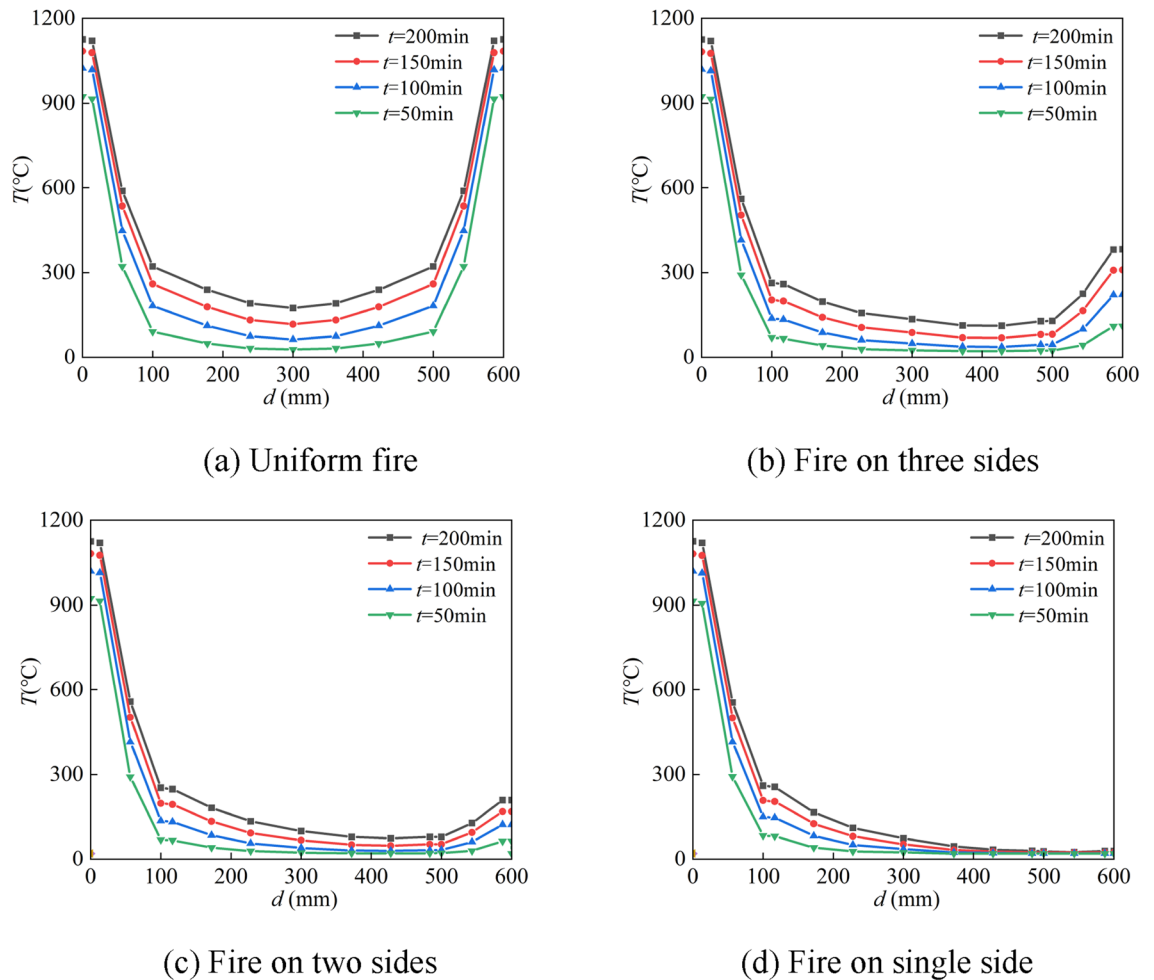 1200
900
600
300
0
T(°C)
t=200min
t=150min
t=100min
t=50min
0 100 200 300 400 500 600
d (mm)
(a) Uniform fire
1200
900
600
300
0
T(°C)
t=200min
t=150min
t=100min
t=50min
0 100 200 300 400 500 600
d (mm)
(b) Fire on three sides
1200
900
600
300
0
T(°C)
t=200min
t=150min
t=100min
t=50min
0 100 200 300 400 500 600
d (mm)
(c) Fire on two sides
1200
900
600
300
0
T(°C)
t=200min
t=150min
t=100min
t=50min
0 100 200 300 400 500 600
d (mm)
(d) Fire on single side